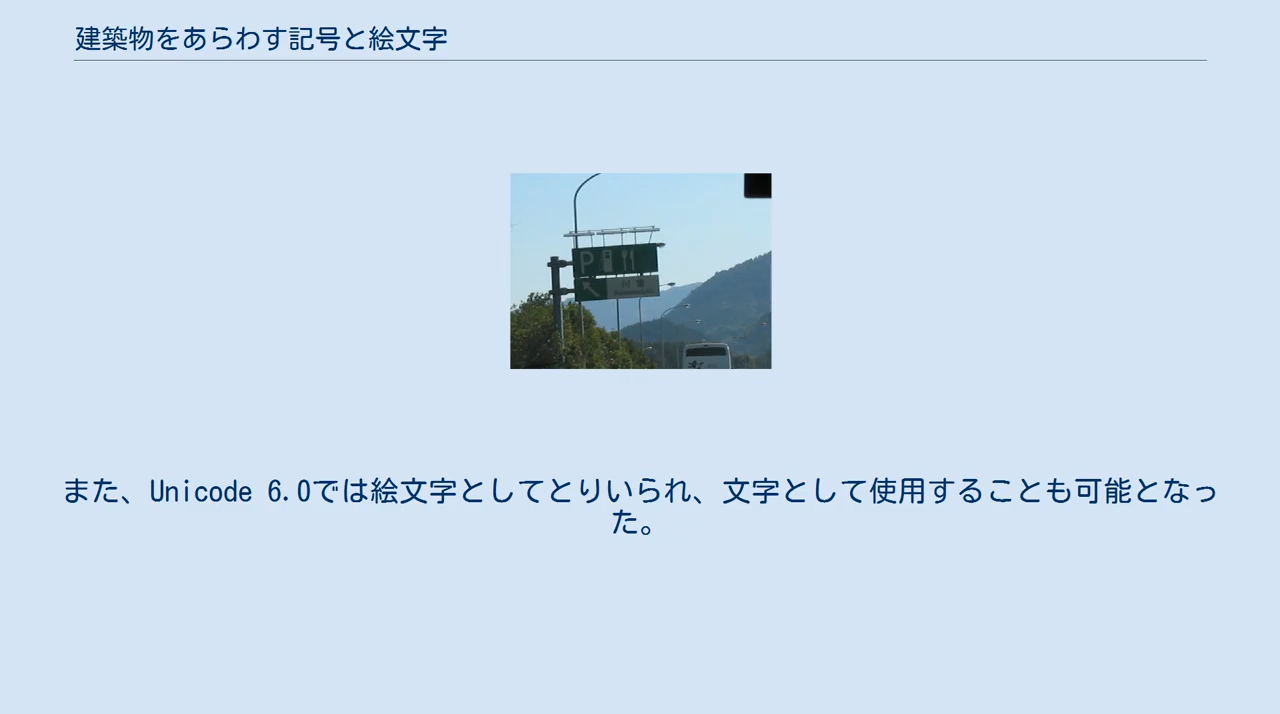 建築物をあらわす記号と絵文字
P
また、Unicode 6.0では絵文字としてとりいられ、文字として使用することも可能となっ
た。